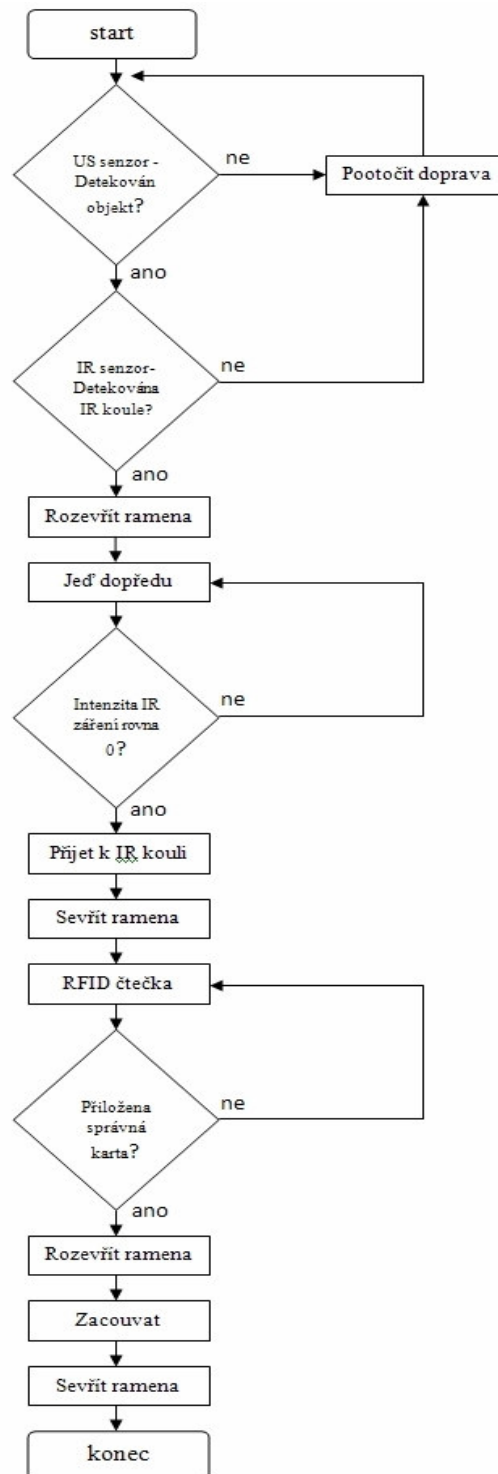 start
US senzor -
Detekován
objekt?
ne
Pootočit doprava
ano
IR senzor-
Detekována
IR koule?
ne
ano
Rozevřít ramena
Jeď dopředu
Intenzita IR
záření rovna
0?
ne
ano
Přijet k IR kouli
Sevřít ramena
RFID čtečka
Přiložena
správná
karta?
ne
ano
Rozevřít ramena
Zacouvat
Sevřít ramena
konec